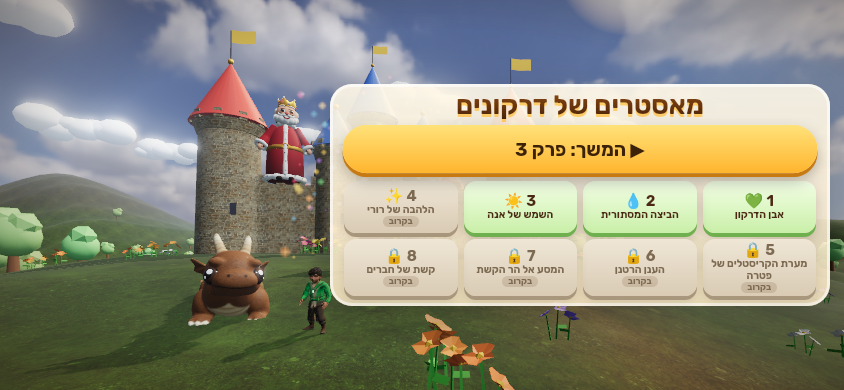 מאסטרים של דרקונים
▶ המשך: פרק 3
1 💚
אבן הדרקון
2 💧
הביצה המסתורית
3 ☀️
השמש של אנה
4 ✨
הלהבה של רורי
בקרוב
5 🔒
מערת הקריסטלים של
פטרה
בקרוב
6 🔒
הענן הרטנן
בקרוב
7 🔒
המסע אל הר הקשת
בקרוב
8 🔒
קשת של חברים
בקרוב